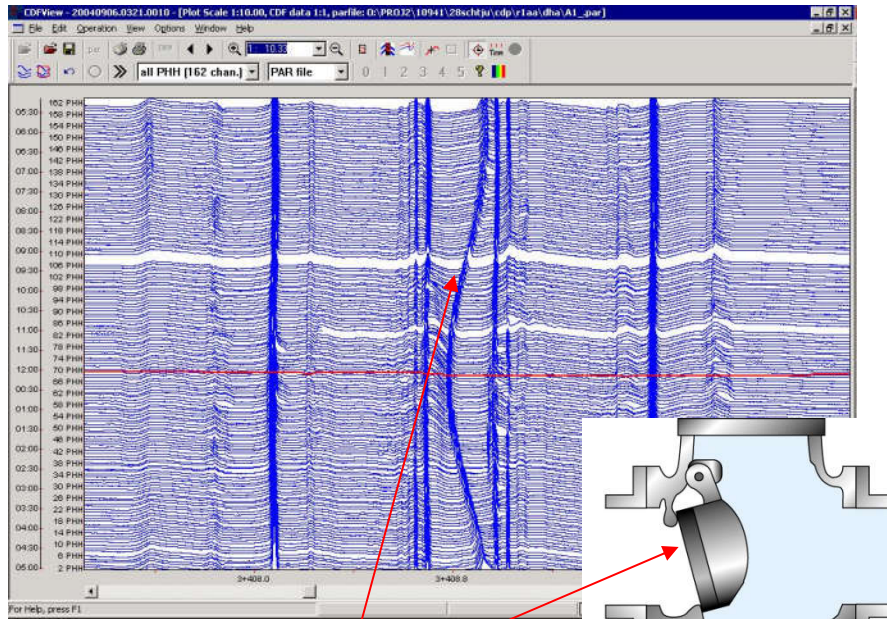 CDFView - 20040906.0321.0010 - [Plot Scale 1:10.00, CDF data 1:1, parfile: O:\PRO32\10941\28schtju\cdp\r1aa\dha\A1_.par]
File Edit Operation View Options Window Help
par 1: 10.33 Time
all PHH (162 chan.) PAR file 0 1 2 3 4 5
162 PHH
05:30 158 PHH
154 PHH
06:00 150 PHH
06:30 146 PHH
142 PHH
07:00 138 PHH
134 PHH
07:30 130 PHH
08:00 126 PHH
122 PHH
08:30 118 PHH
114 PHH
09:00 110 PHH
09:30 106 PHH
102 PHH
10:00 98 PHH
94 PHH
10:30 90 PHH
86 PHH
11:00 82 PHH
11:30 78 PHH
74 PHH
12:00 70 PHH
66 PHH
00:30 62 PHH
01:00 58 PHH
54 PHH
01:30 50 PHH
46 PHH
02:00 42 PHH
02:30 38 PHH
34 PHH
03:00 30 PHH
26 PHH
03:30 22 PHH
04:00 18 PHH
14 PHH
04:30 10 PHH
6 PHH
05:00 2 PHH
3+408.0 3+408.8
For Help, press F1